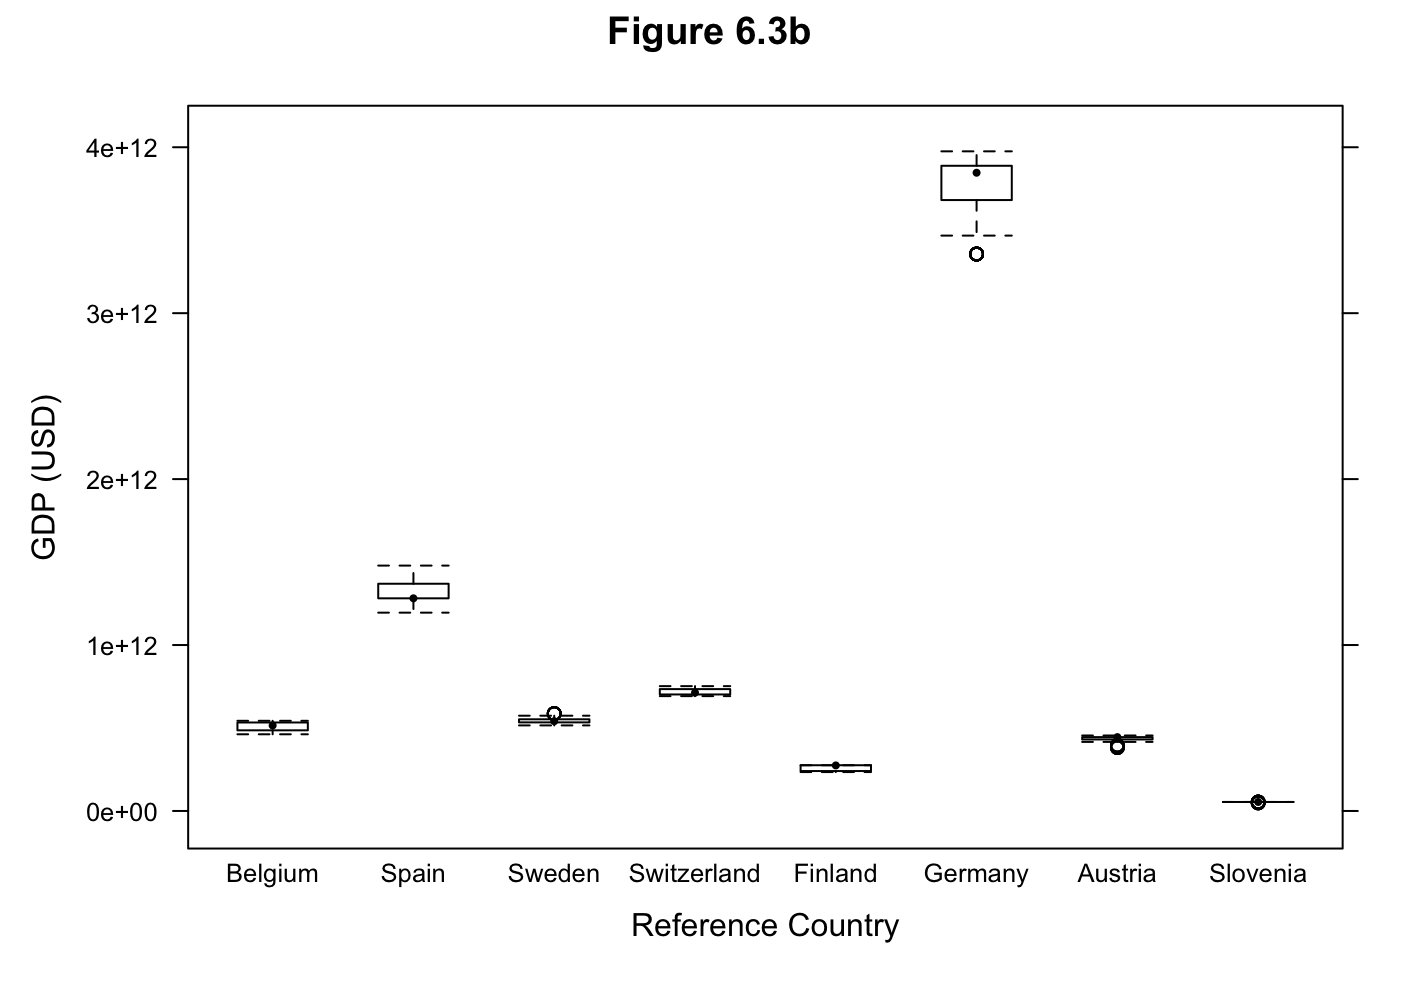 Figure 6.3b
4e+12
3e+12
2e+12
1e+12
0e+00
GDP (USD)
Belgium Spain Sweden Switzerland Finland Germany Austria Slovenia
Reference Country